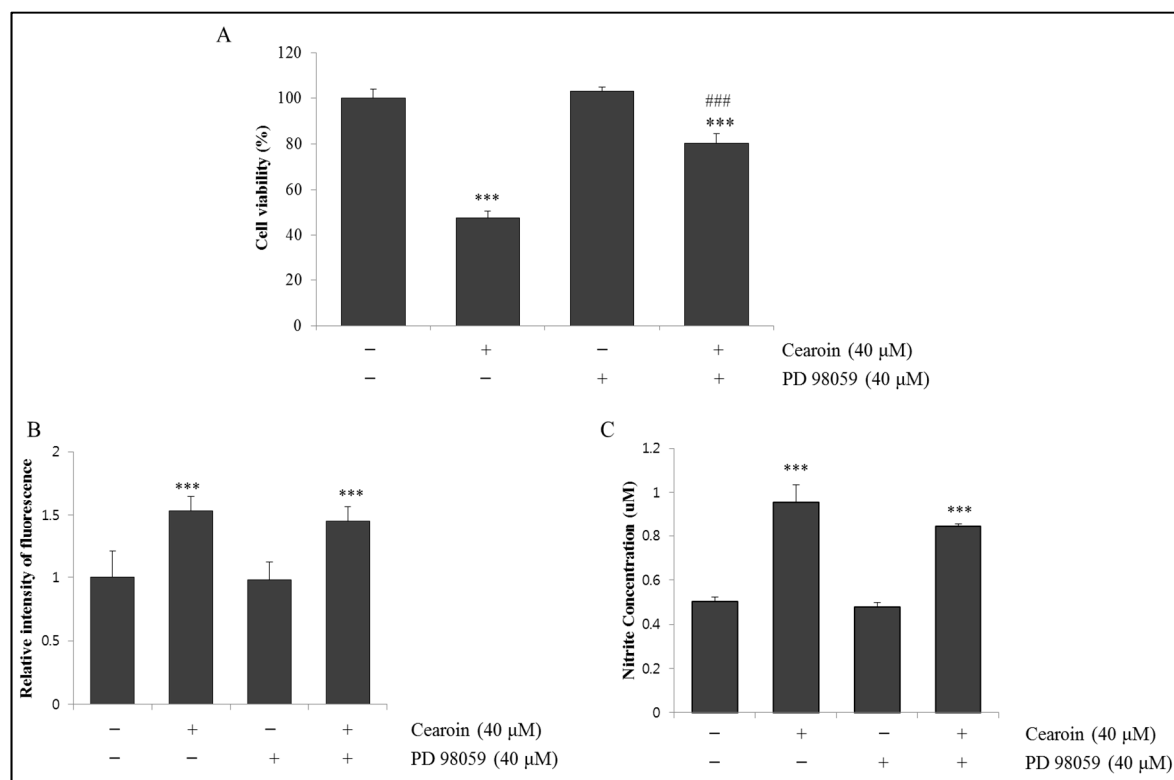 A
Cell viability (%)
120
100
80
60
40
20
0
***
###
***
− + − + Cearoin (40 μM)
− − + + PD 98059 (40 μM)
B
Relative intensity of fluorescence
2
1.5
1
0.5
0
***
***
− + − + Cearoin (40 μM)
− − + + PD 98059 (40 μM)
C
Nitrite Concentration (uM)
1.2
1
0.8
0.6
0.4
0.2
0
***
***
− + − + Cearoin (40 μM)
− − + + PD 98059 (40 μM)